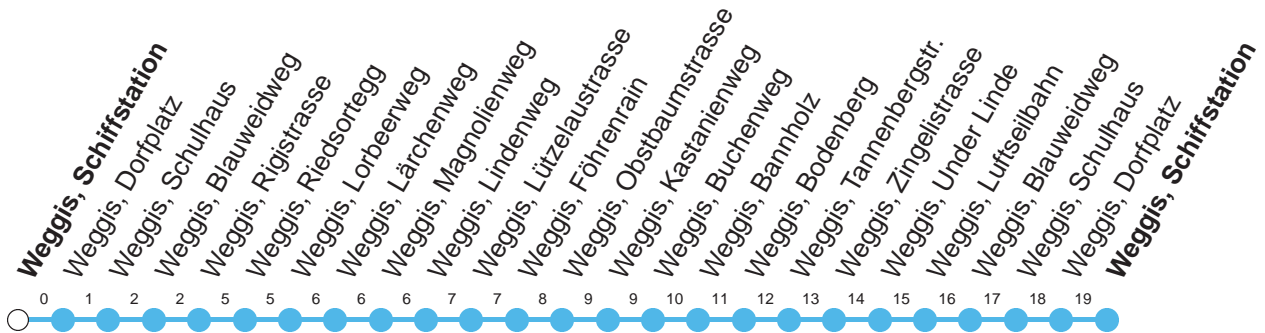 Weggis, Schiffstation
Weggis, Dorfplatz
Weggis, Schulhaus
Weggis, Blauweidweg
Weggis, Rigistrasse
Weggis, Riedsortegg
Weggis, Lorbeerweg
Weggis, Lärchenweg
Weggis, Magnolienweg
Weggis, Lindenweg
Weggis, Lützelaustrasse
Weggis, Föhrenrain
Weggis, Obstbaumstrasse
Weggis, Kastanienweg
Weggis, Buchenweg
Weggis, Bannholz
Weggis, Bodenberg
Weggis, Tannenbergstr.
Weggis, Zingelistrasse
Weggis, Under Linde
Weggis, Luftseilbahn
Weggis, Blauweidweg
Weggis, Schulhaus
Weggis, Dorfplatz
Weggis, Schiffstation
0 1 2 2 5 5 6 6 6 7 7 8 9 9 10 11 12 13 14 15 16 17 18 19